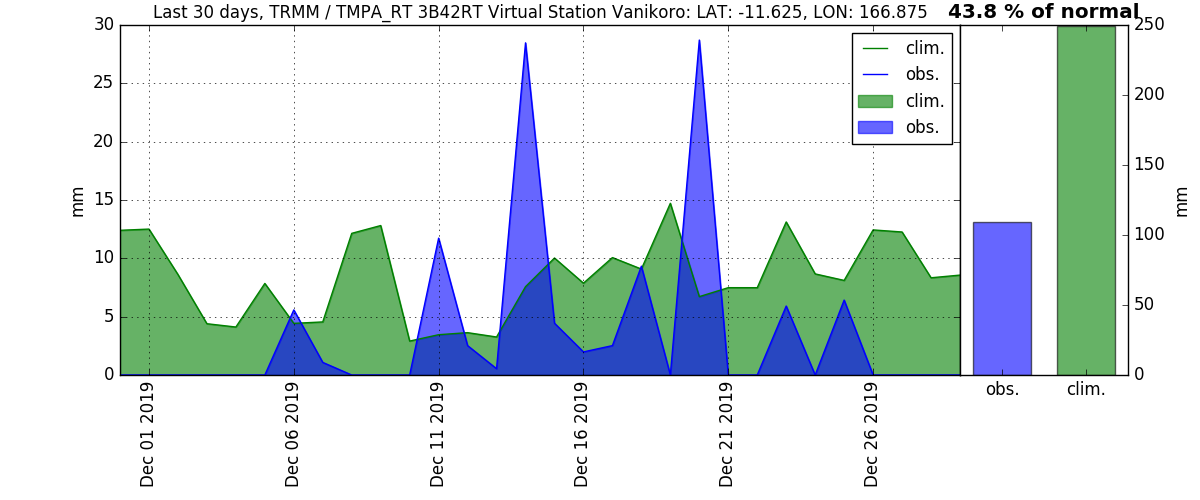 Last 30 days, TRMM / TMPA_RT 3B42RT Virtual Station Vanikoro: LAT: -11.625, LON: 166.875
43.8 % of normal
30
25
20
15
10
5
0
mm
clim.
obs.
clim.
obs.
Dec 01 2019
Dec 06 2019
Dec 11 2019
Dec 16 2019
Dec 21 2019
Dec 26 2019
250
200
150
100
50
0
mm
obs.
clim.